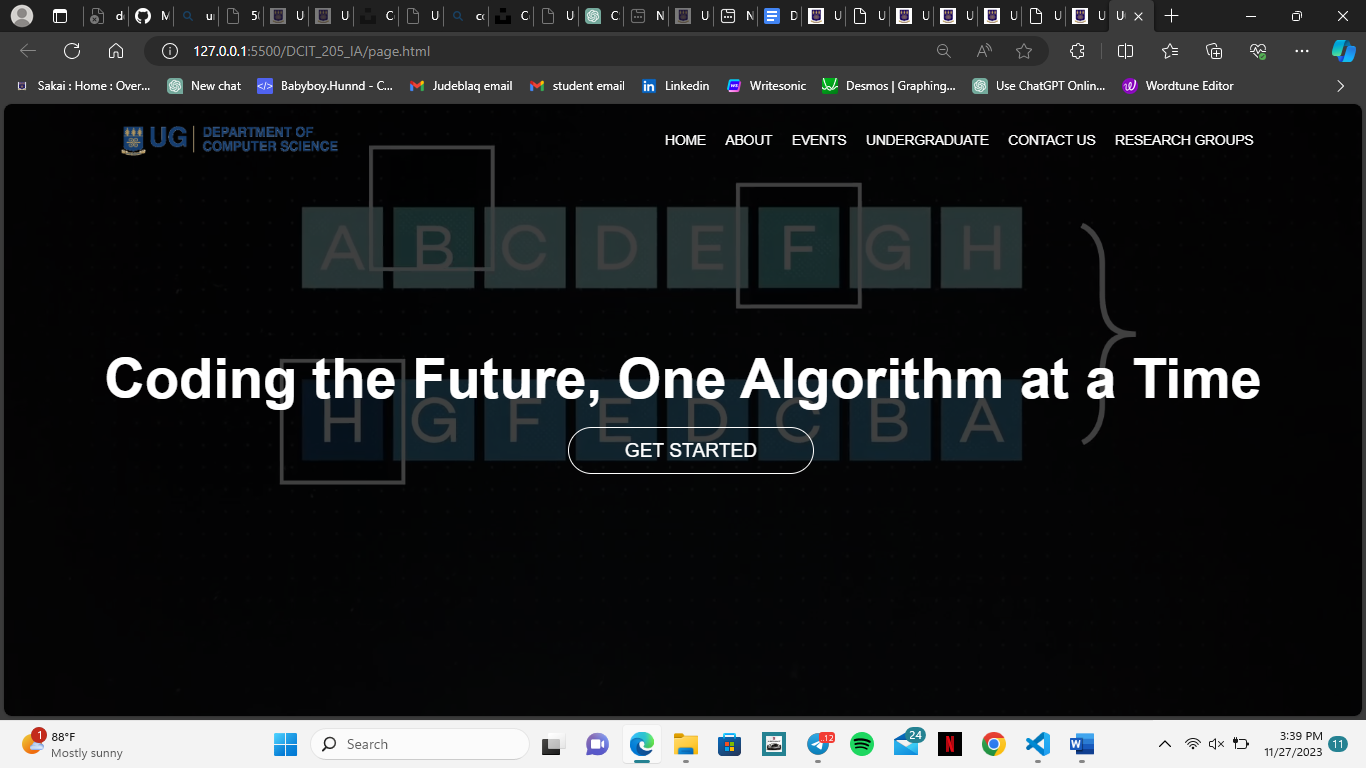 d
M
ur
50
U
U
C
U
co
C
U
C
N
U
N
D
U
U
U
U
U
U
U
U
127.0.0.1:5500/DCIT_205_IA/page.html
Sakai : Home : Over... New chat Babyboy.Hunnd - C... Judeblaq email student email Linkedin Writesonic Desmos | Graphing... Use ChatGPT Onlin... Wordtune Editor
UG DEPARTMENT OF
COMPUTER SCIENCE
HOME ABOUT EVENTS UNDERGRADUATE CONTACT US RESEARCH GROUPS
A B C D E F G H
Coding the Future, One Algorithm at a Time
H G F E D C B A
GET STARTED
1 88°F
Mostly sunny
Search
12
24
3:39 PM
11/27/2023
11